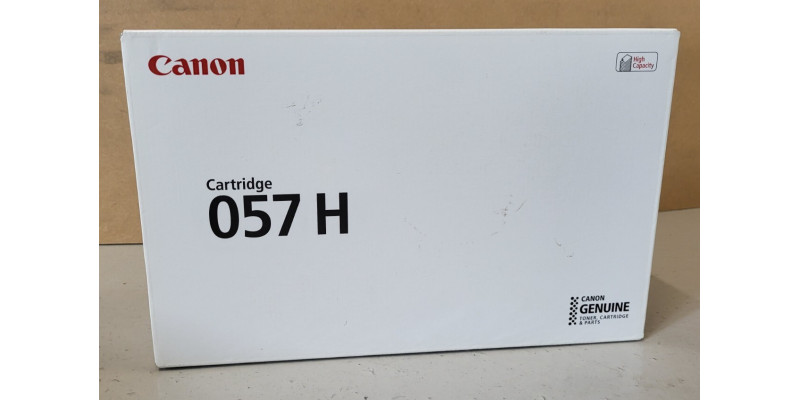 Canon
High
Capacity
Cartridge
057 H
CANON
GENUINE
TONER, CARTRIDGE
& PARTS